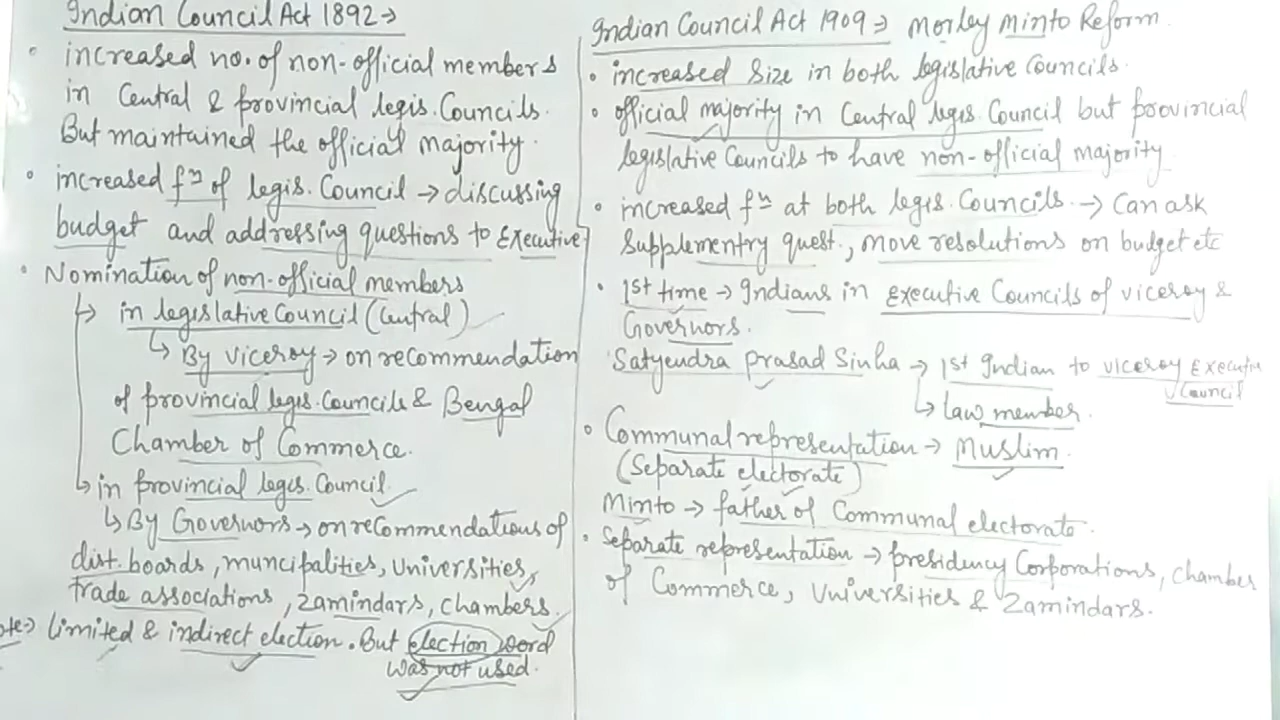 Indian Council Act 1892→
• increased no. of non-official members
in Central & provincial legis. Councils.
But maintained the official majority.
• increased fⁿ of legis. Council → discussing
budget and addressing questions to Executive
• Nomination of non-official members
↳ in legislative Council (Central)
↳ By viceroy → on recommendation
of provincial legis. Councils & Bengal
Chamber of Commerce.
↳ in provincial legis. Council
↳ By Governors → on recommendations of
dist. boards, muncipalities, Universities,
trade associations, Zamindars, Chambers.
ote→ limited & indirect election. But election word
was not used.
Indian Council Act 1909 → Morley Minto Reform.
• increased Size in both legislative Councils.
• official majority in Central legis. Council but provincial
legislative Councils to have non-official majority
• increased fⁿ at both legis. Councils. → Can ask
Supplementry quest., move resolutions on budget etc
• 1st time → Indians in executive Councils of viceroy &
Governors.
Satyendra prasad Sinha → 1st Indian to viceroy
Council
↳ law member.
• Communal representation → Muslim.
(Separate electorate)
Minto → father of Communal electorate.
• Separate representation → presidency Corporations, chamber
of Commerce, Universities & Zamindars.